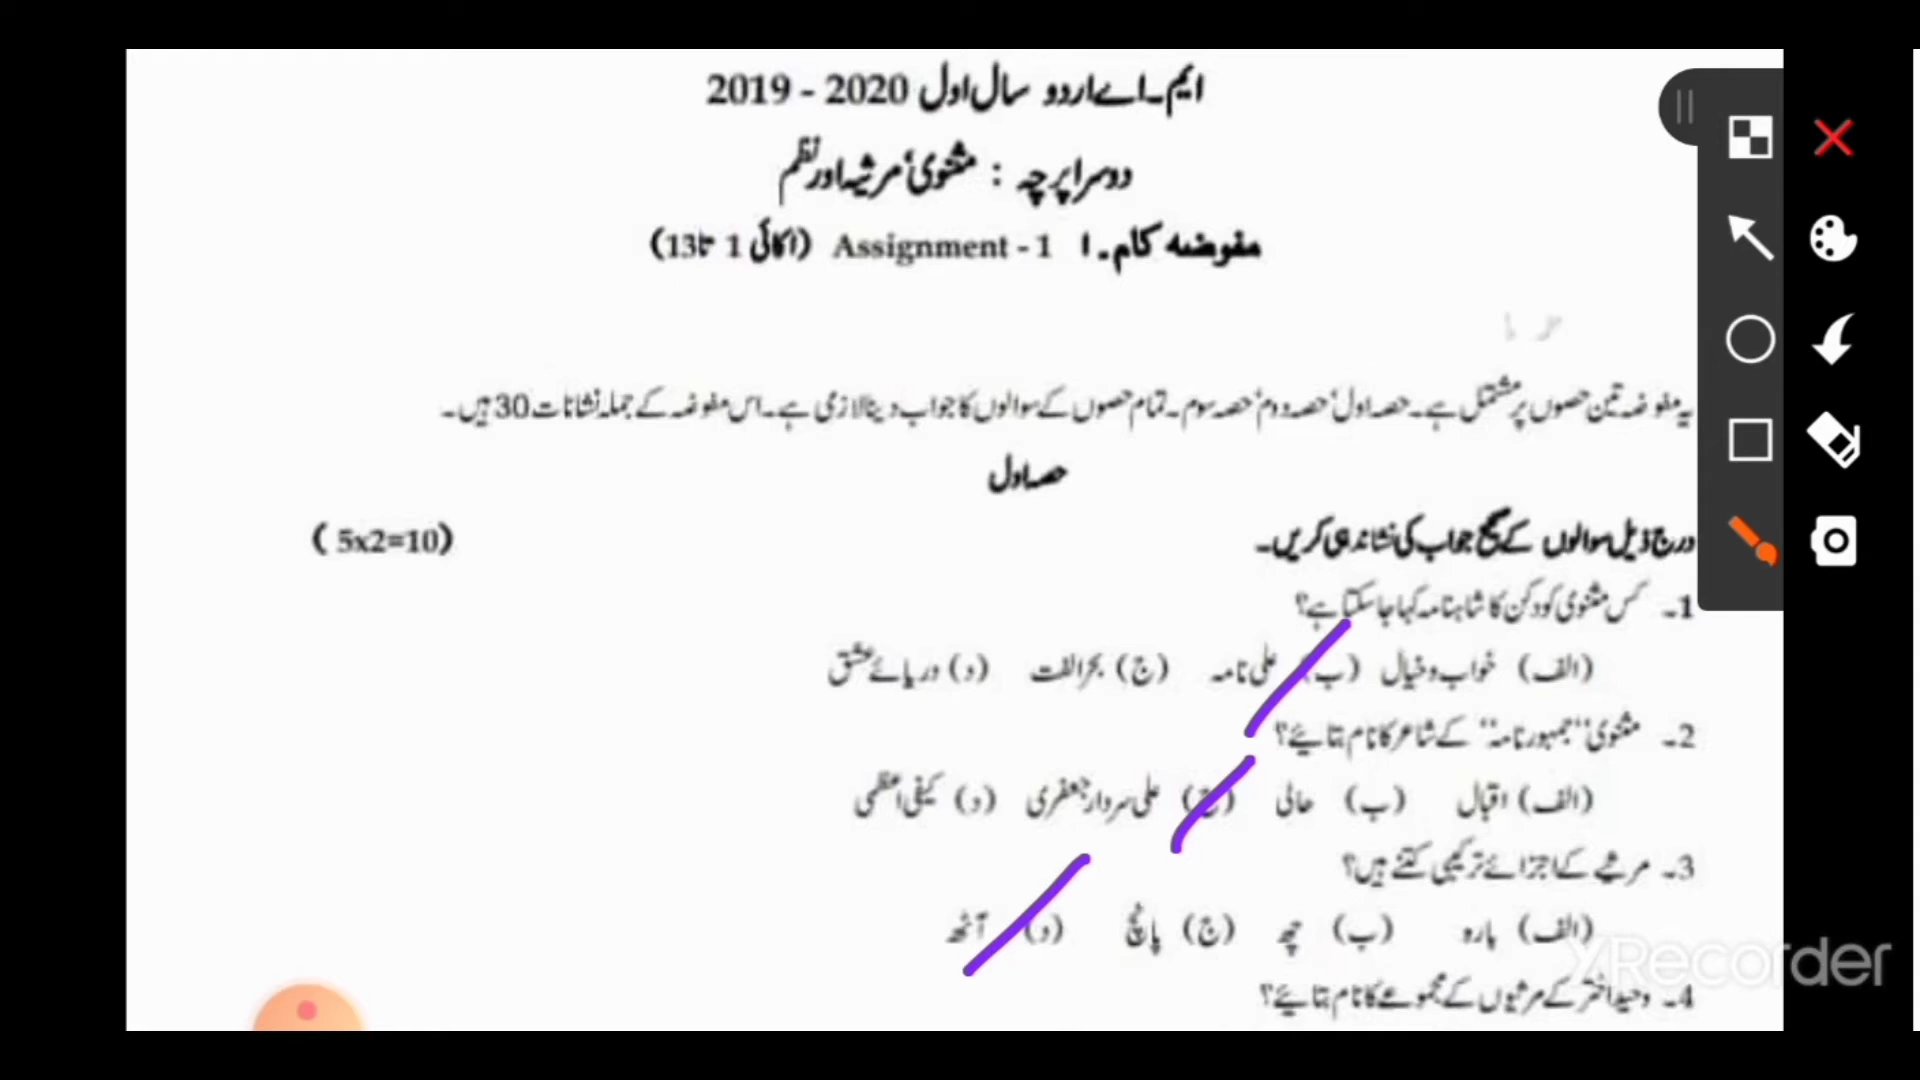 ایم۔اے اردو سال اول 2020 - 2019
دوسرا پرچہ : مثنوی، مرثیہ اور نظم
مفوضہ کام۔ ا Assignment - 1 (اکائی 1 تا 13)
یہ مفوضہ تین حصوں پر مشتمل ہے۔ حصہ اول، حصہ دوم، حصہ سوم۔ تمام حصوں کے سوالوں کا جواب دینا لازمی ہے۔ اس مفوضہ کے جملہ نشانات 30 ہیں۔
حصہ اول
درج ذیل سوالوں کے صحیح جواب کی نشاندہی کریں۔ (5x2=10)
1۔ کس مثنوی کو دکن کا شاہنامہ کہا جا سکتا ہے؟
(الف) خواب و خیال (ب) علی نامہ (ج) بحر الفت (د) دریائے عشق
2۔ مثنوی ''جمہور نامہ'' کے شاعر کا نام بتایئے؟
(الف) اقبال (ب) حالی (ج) علی سردار جعفری (د) کیفی اعظمی
3۔ مرثیے کے اجزائے ترکیبی کتنے ہیں؟
(الف) بارہ (ب) چھ (ج) پانچ (د) آٹھ
4۔ وحید اختر کے مرثیوں کے مجموعے کا نام بتایئے؟
XRecorder